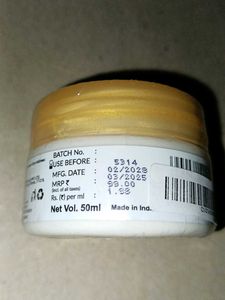 BATCH No. : 5314
USE BEFORE : 02/2028
MFG. DATE : 03/2025
MRP ₹ : 99.00
(Incl. of all taxes)
Rs. (₹) per ml : 1.98
Net Vol. 50ml Made in Ind.